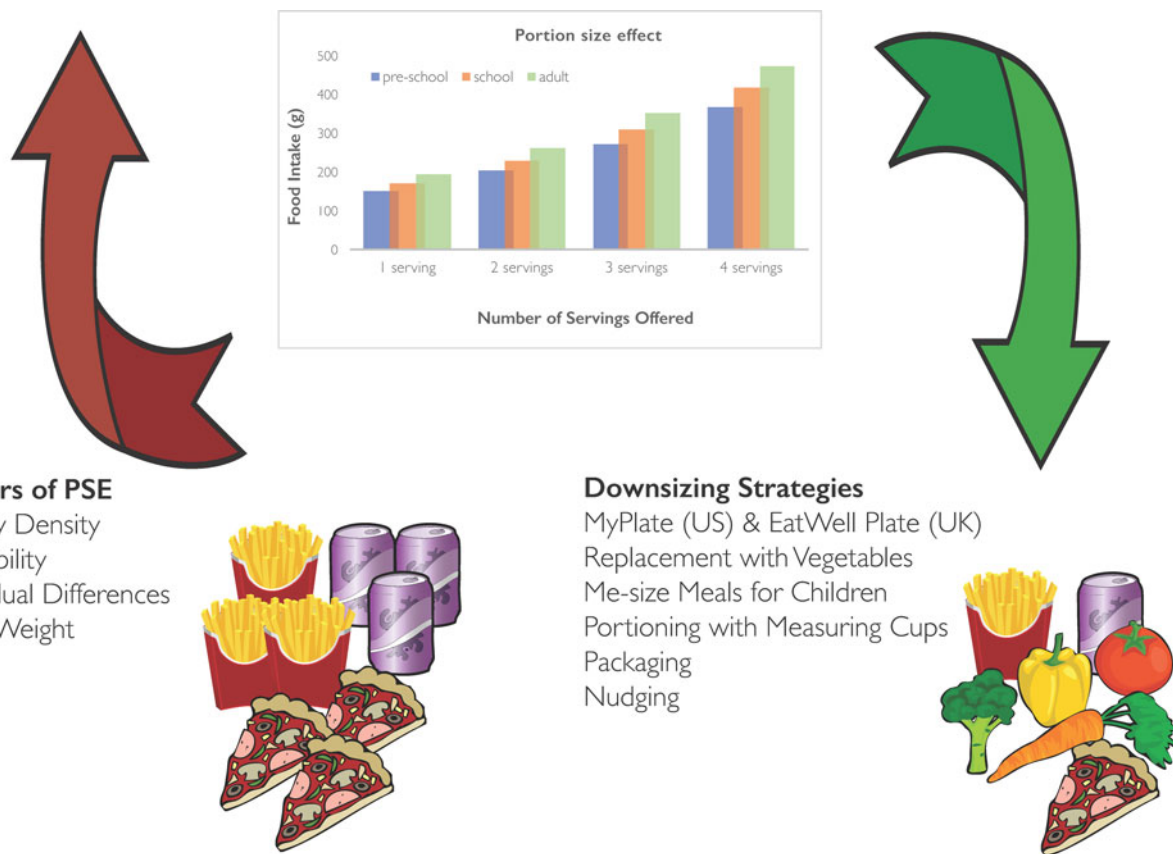 Portion size effect
500
400
300
200
100
0
Food Intake (g)
pre-school school adult
1 serving 2 servings 3 servings 4 servings
Number of Servings Offered
rs of PSE
y Density
bility
dual Differences
Weight
Downsizing Strategies
MyPlate (US) & EatWell Plate (UK)
Replacement with Vegetables
Me-size Meals for Children
Portioning with Measuring Cups
Packaging
Nudging